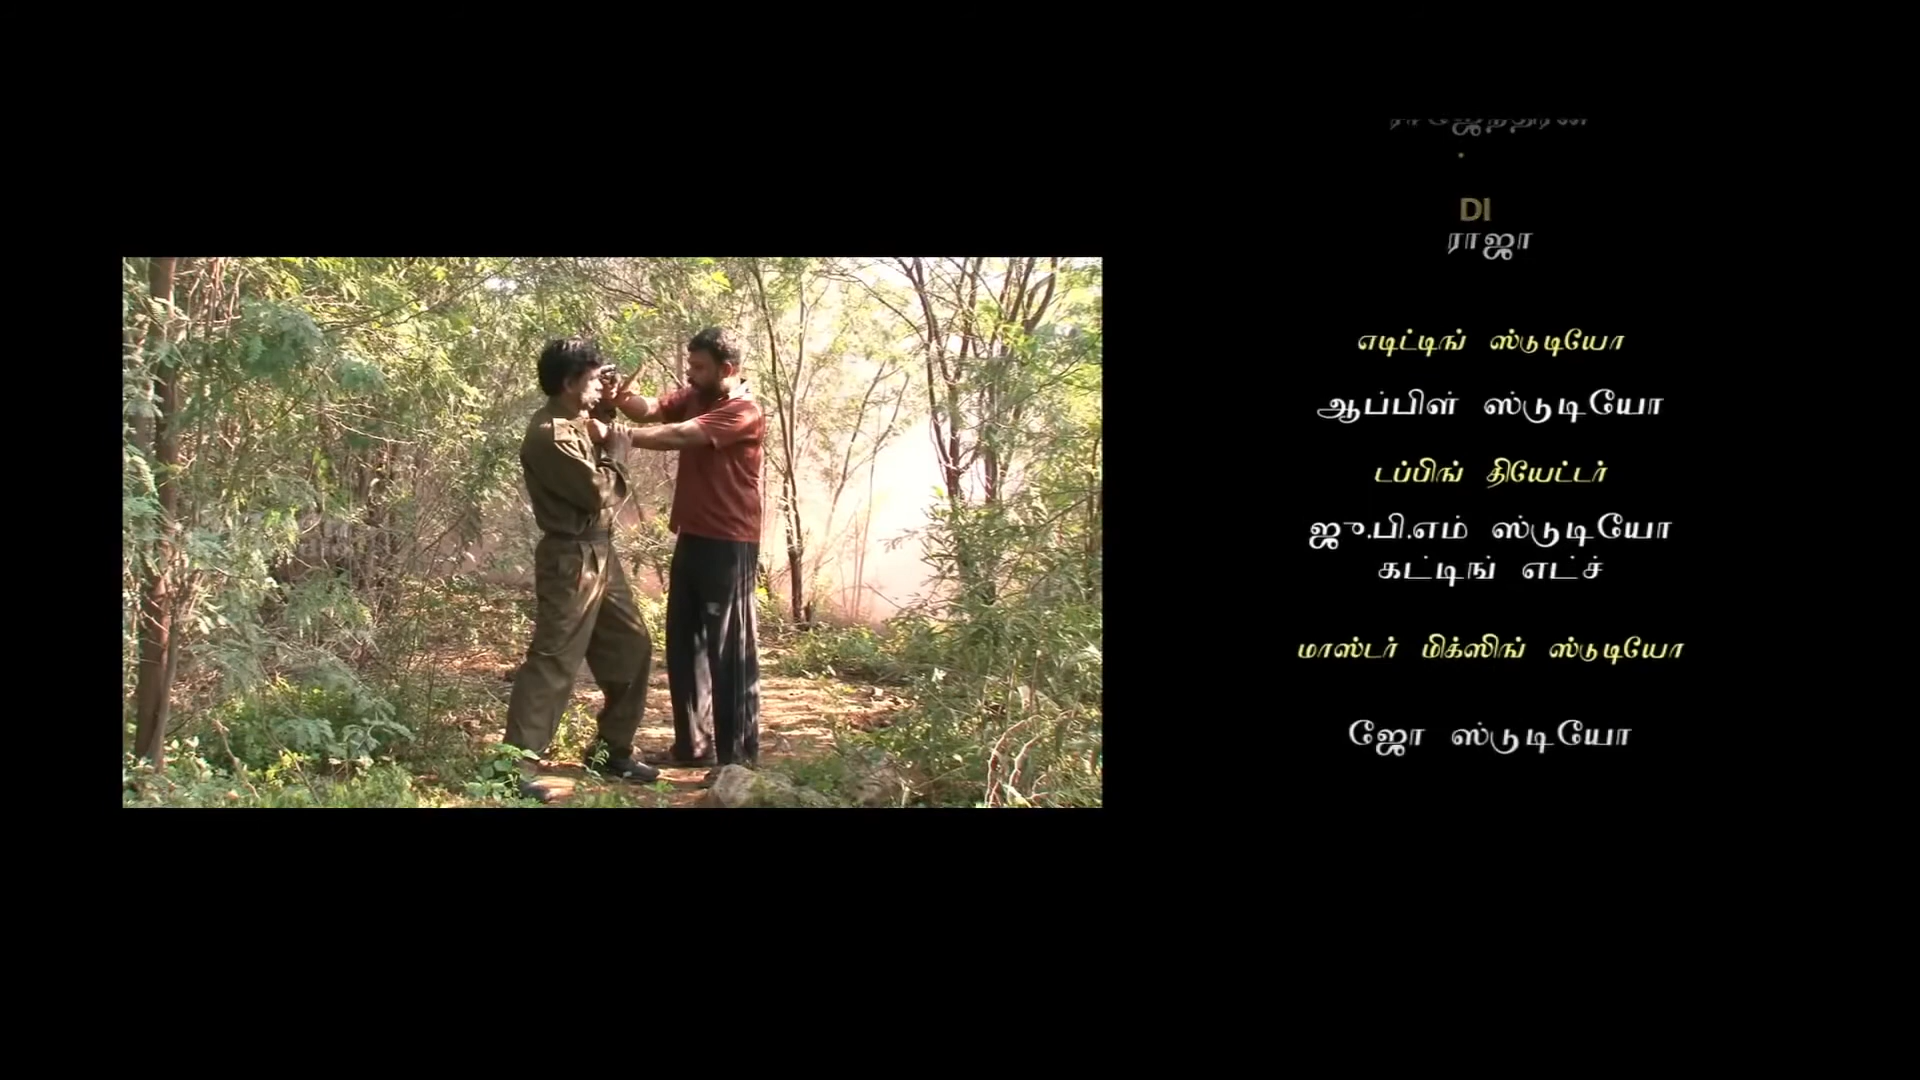 DI
ராஜா
எடிட்டிங் ஸ்டுடியோ
ஆப்பிள் ஸ்டுடியோ
டப்பிங் தியேட்டர்
ஜு.பி.எம் ஸ்டுடியோ
கட்டிங் எட்ச்
மாஸ்டர் மிக்ஸிங் ஸ்டுடியோ
ஜோ ஸ்டுடியோ